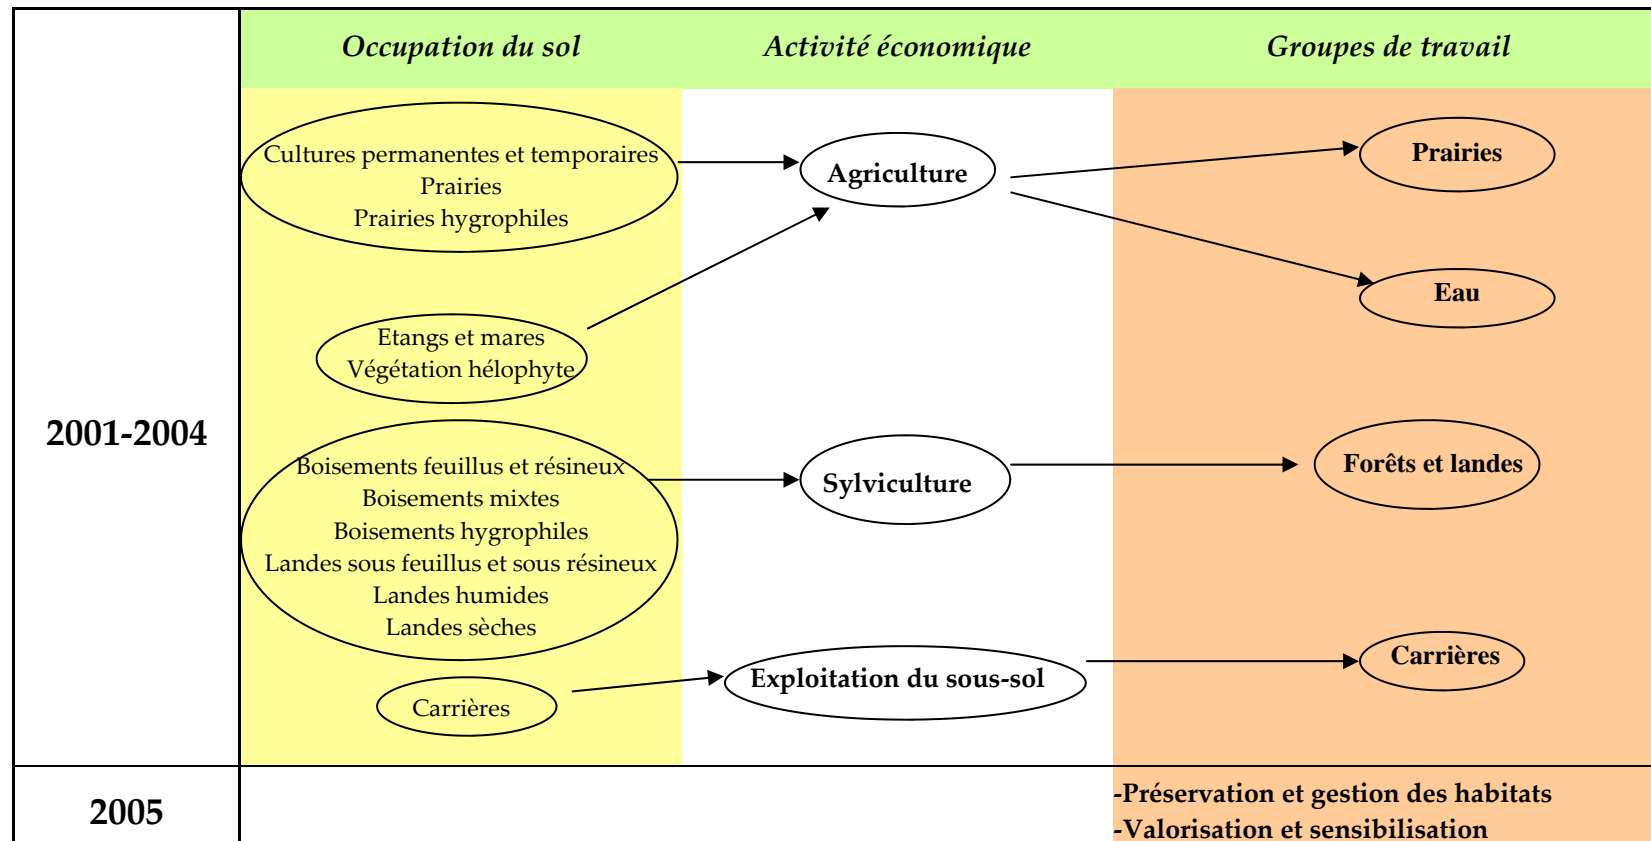 Occupation du sol
Activité économique
Groupes de travail
2001-2004
Cultures permanentes et temporaires
Prairies
Prairies hygrophiles
Agriculture
Prairies
Eau
Etangs et mares
Végétation hélophyte
Boisements feuillus et résineux
Boisements mixtes
Boisements hygrophiles
Landes sous feuillus et sous résineux
Landes humides
Landes sèches
Sylviculture
Forêts et landes
Carrières
Exploitation du sous-sol
Carrières
2005
-Préservation et gestion des habitats
-Valorisation et sensibilisation